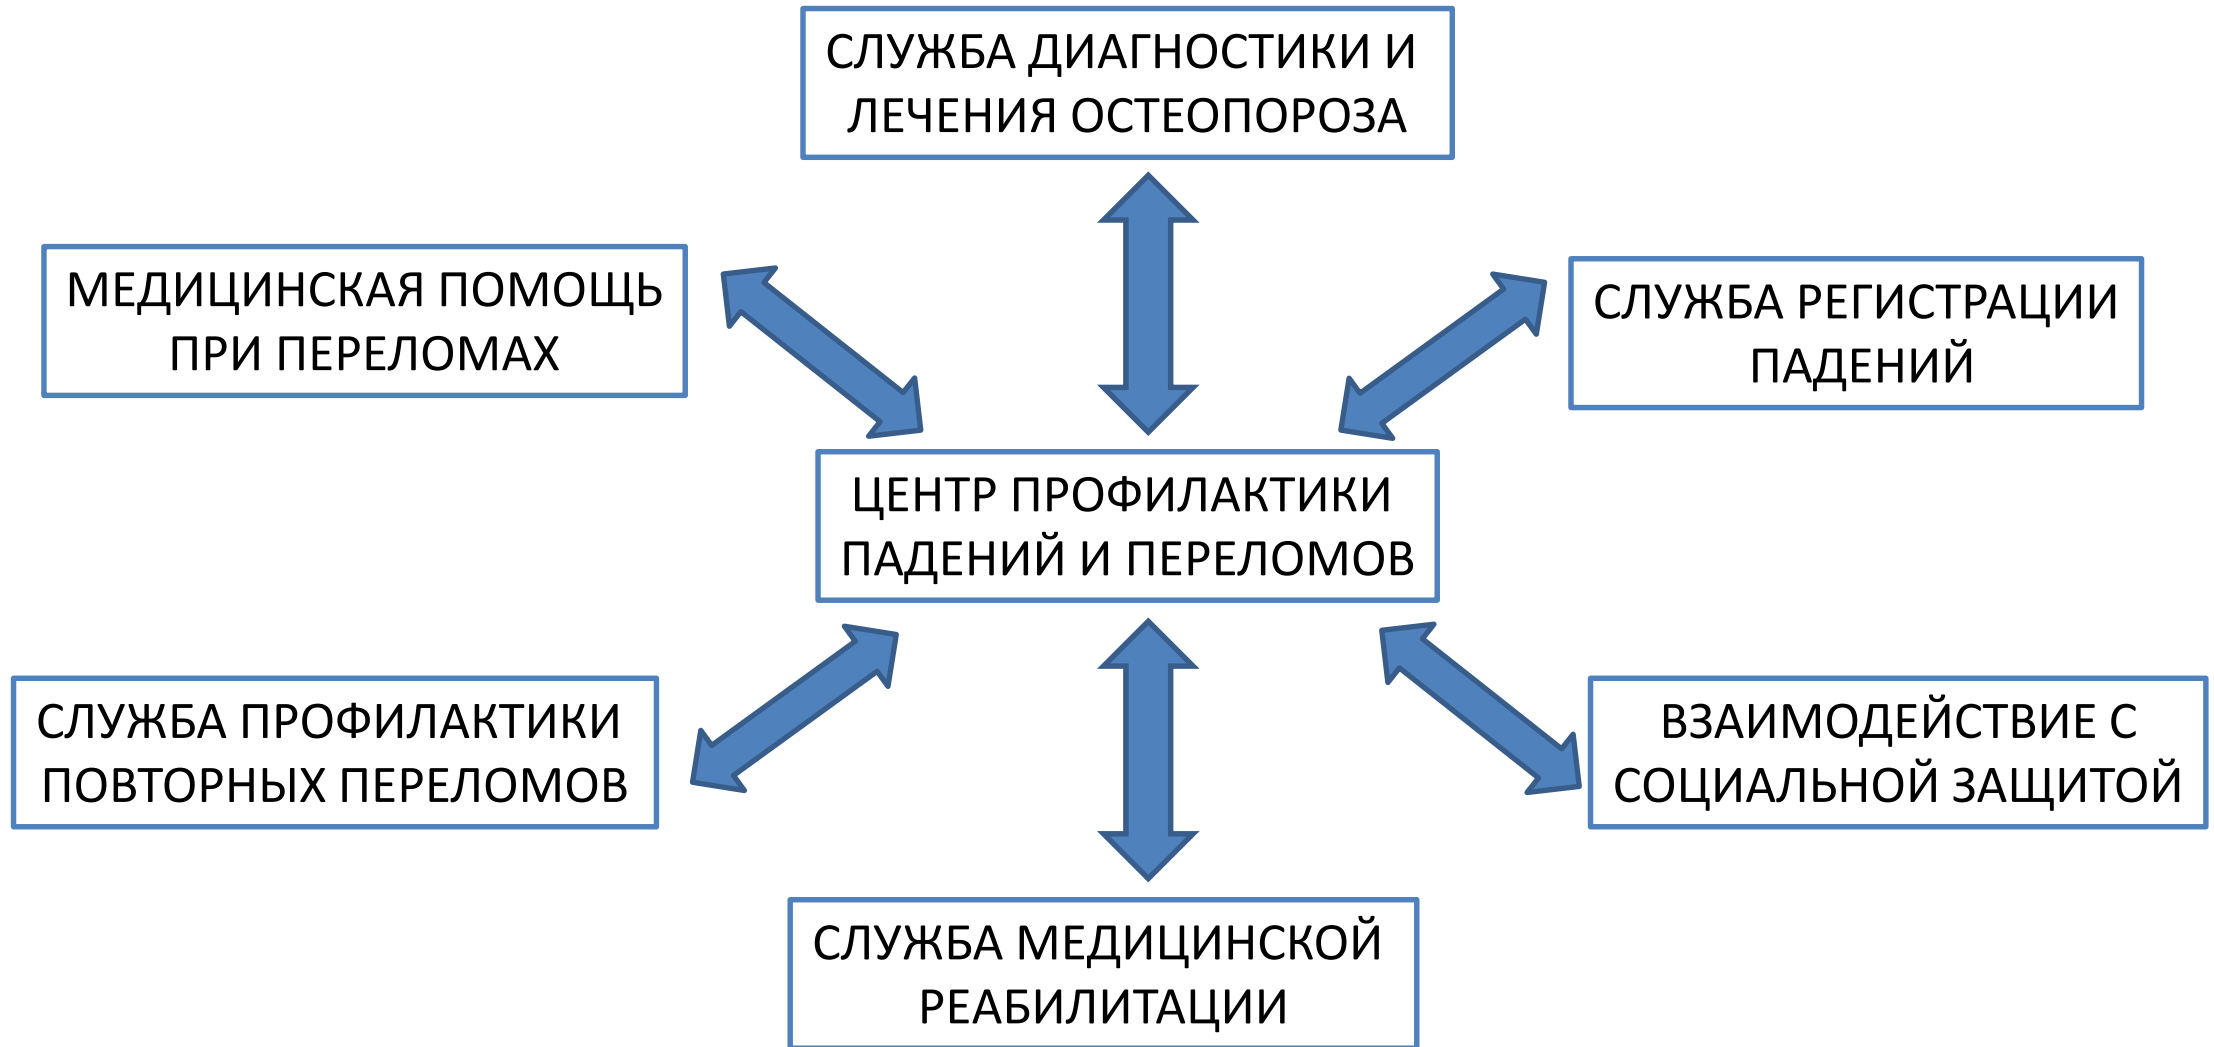 СЛУЖБА ДИАГНОСТИКИ И
ЛЕЧЕНИЯ ОСТЕОПОРОЗА
МЕДИЦИНСКАЯ ПОМОЩЬ
ПРИ ПЕРЕЛОМАХ
СЛУЖБА РЕГИСТРАЦИИ
ПАДЕНИЙ
ЦЕНТР ПРОФИЛАКТИКИ
ПАДЕНИЙ И ПЕРЕЛОМОВ
СЛУЖБА ПРОФИЛАКТИКИ
ПОВТОРНЫХ ПЕРЕЛОМОВ
ВЗАИМОДЕЙСТВИЕ С
СОЦИАЛЬНОЙ ЗАЩИТОЙ
СЛУЖБА МЕДИЦИНСКОЙ
РЕАБИЛИТАЦИИ